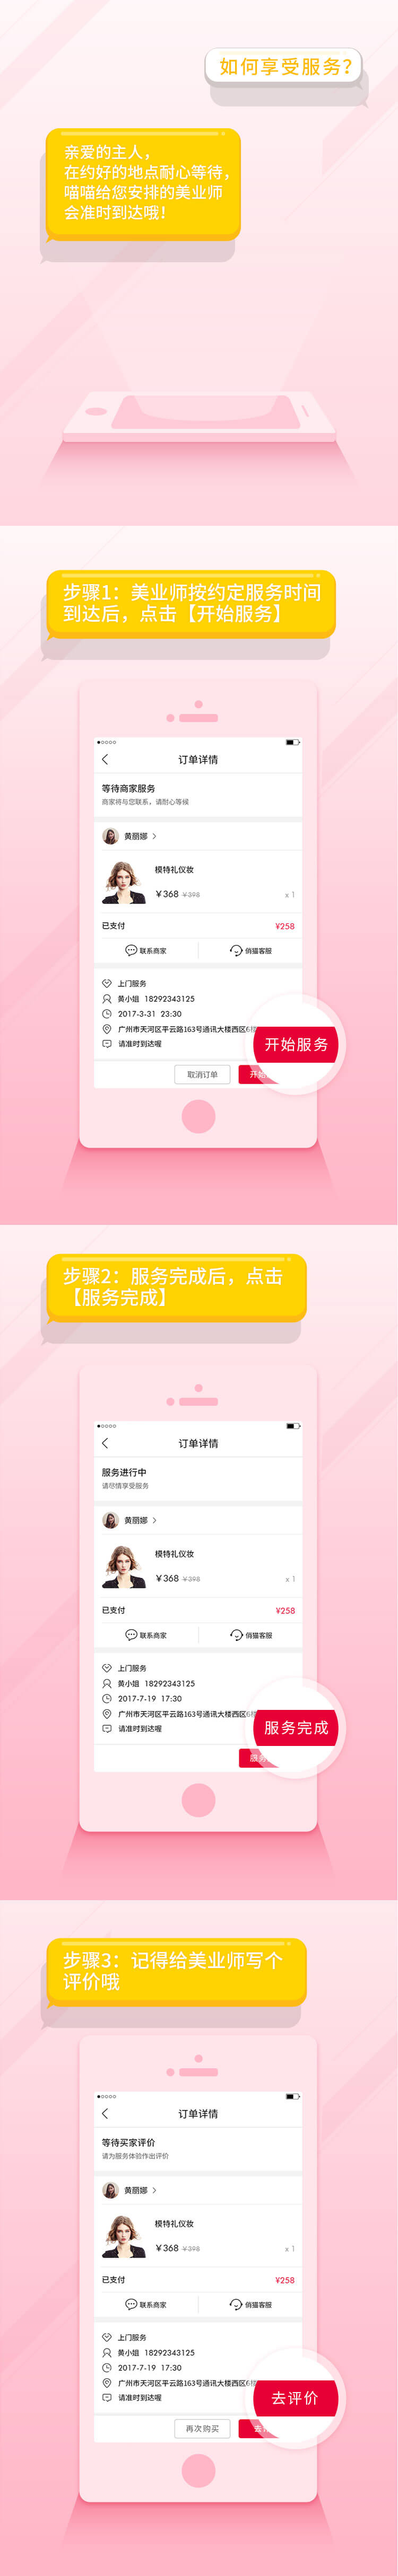 如何享受服务?
亲爱的主人，
在约好的地点耐心等待，
喵喵给您安排的美业师
会准时到达哦！
步骤1：美业师按约定服务时间
到达后，点击【开始服务】
订单详情
等待商家服务
商家将与您联系，请耐心等候
黄丽娜
模特礼仪妆
￥368 ￥398 x 1
已支付 ¥258
联系商家 俏猫客服
上门服务
黄小姐 18292343125
2017-3-31 23:30
广州市天河区平云路163号通讯大楼西区6楼
请准时到达喔
取消订单
开始服务
步骤2：服务完成后，点击
【服务完成】
订单详情
服务进行中
请尽情享受服务
黄丽娜
模特礼仪妆
￥368 ￥398 x 1
已支付 ¥258
联系商家 俏猫客服
上门服务
黄小姐 18292343125
2017-7-19 17:30
广州市天河区平云路163号通讯大楼西区6楼
请准时到达喔
服务完成
步骤3：记得给美业师写个
评价哦
订单详情
等待买家评价
请为服务体验作出评价
黄丽娜
模特礼仪妆
￥368 ￥398 x 1
已支付 ¥258
联系商家 俏猫客服
上门服务
黄小姐 18292343125
2017-7-19 17:30
广州市天河区平云路163号通讯大楼西区6楼
请准时到达喔
再次购买
去评价